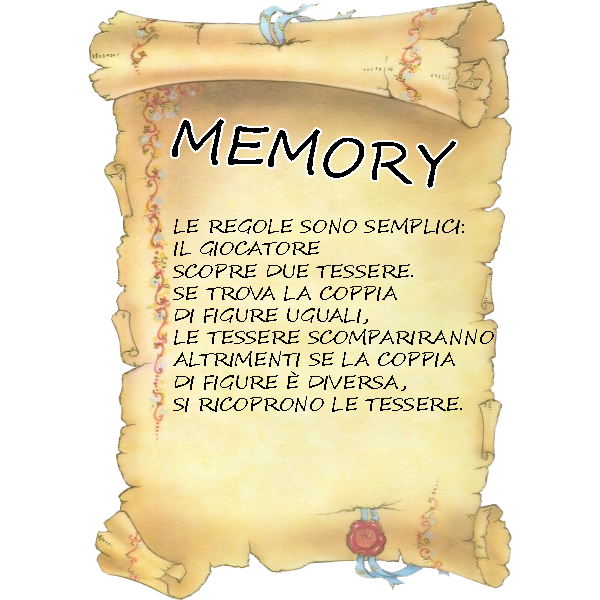 MEMORY
LE REGOLE SONO SEMPLICI:
IL GIOCATORE
SCOPRE DUE TESSERE.
SE TROVA LA COPPIA
DI FIGURE UGUALI,
LE TESSERE SCOMPARIRANNO
ALTRIMENTI SE LA COPPIA
DI FIGURE È DIVERSA,
SI RICOPRONO LE TESSERE.